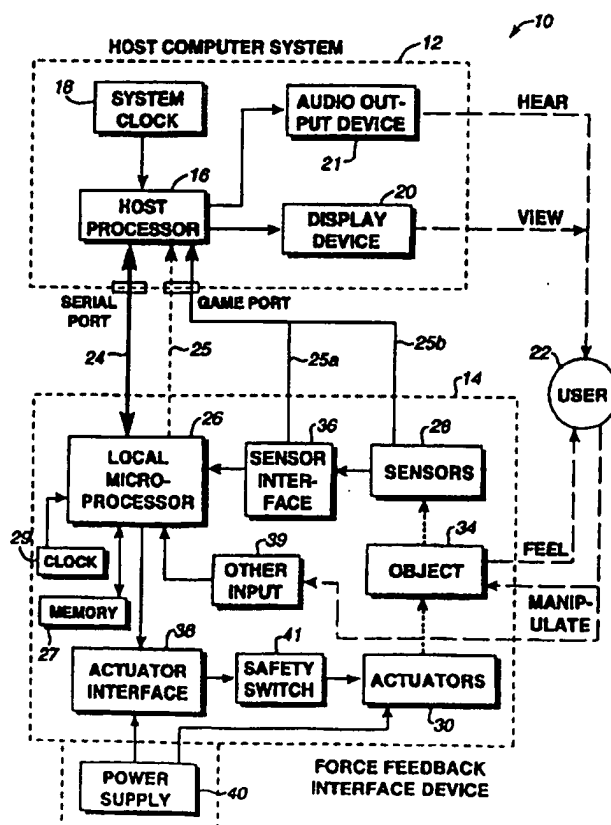 10
HOST COMPUTER SYSTEM
12
18
SYSTEM
CLOCK
AUDIO OUT-
PUT DEVICE
21
HEAR
16
HOST
PROCESSOR
20
DISPLAY
DEVICE
VIEW
SERIAL
PORT
GAME PORT
24
25
25a
25b
22
USER
14
26
LOCAL
MICRO-
PROCESSOR
36
SENSOR
INTER-
FACE
28
SENSORS
29
CLOCK
39
OTHER
INPUT
34
OBJECT
FEEL
MEMORY
27
MANIP-
ULATE
38
ACTUATOR
INTERFACE
41
SAFETY
SWITCH
ACTUATORS
30
POWER
SUPPLY
40
FORCE FEEDBACK
INTERFACE DEVICE